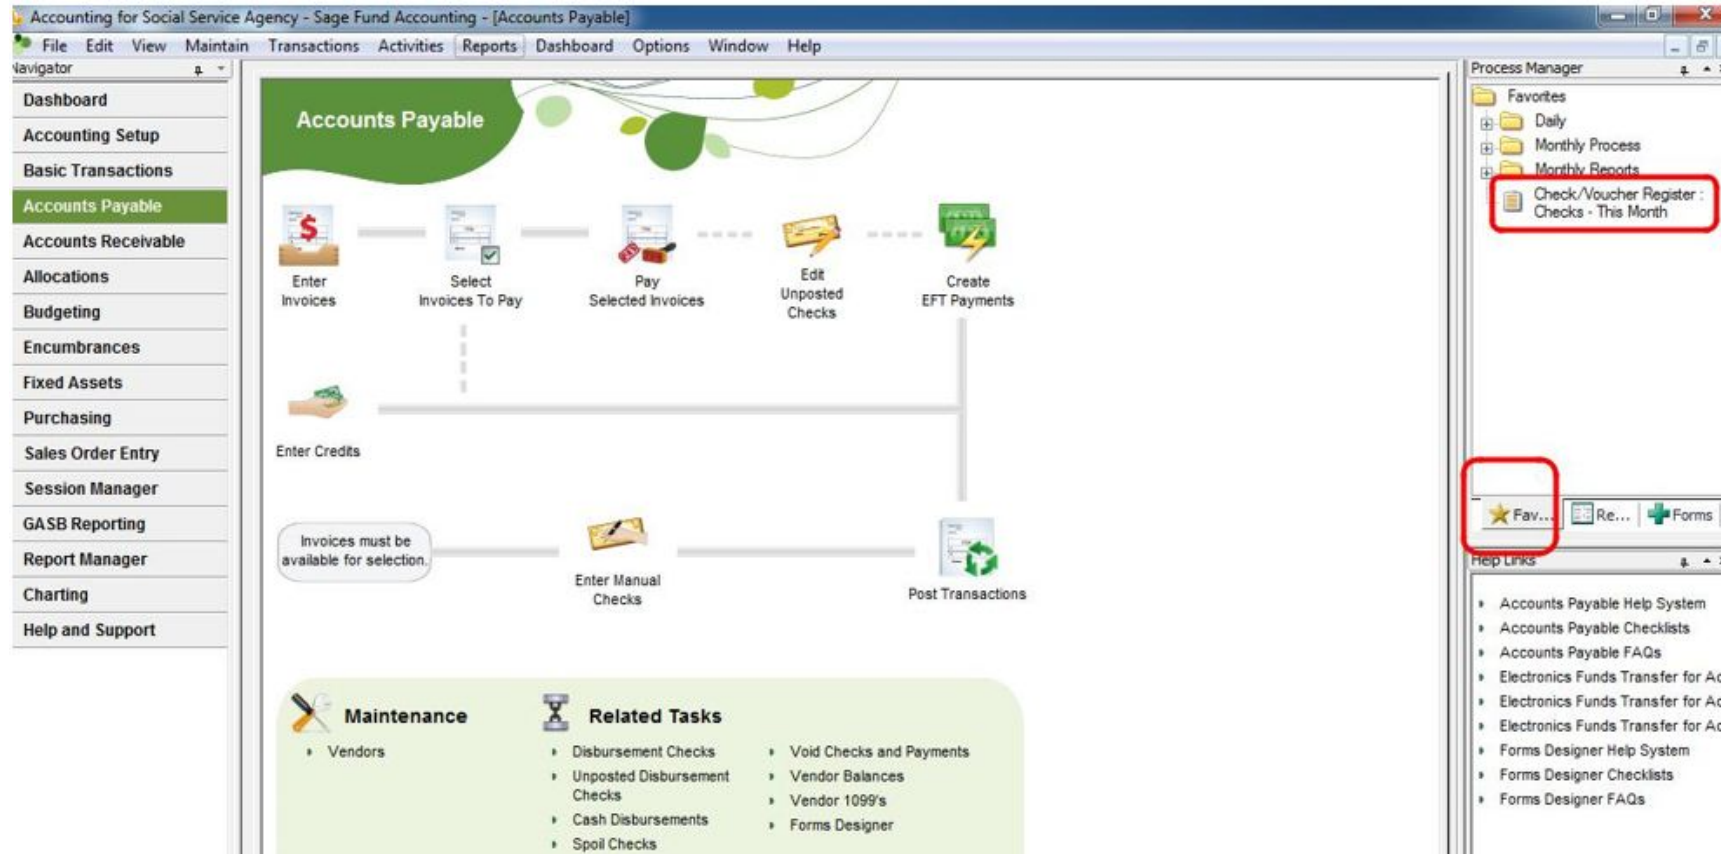 Accounting for Social Service Agency - Sage Fund Accounting - [Accounts Payable]
File Edit View Maintain Transactions Activities Reports Dashboard Options Window Help
Navigator
Dashboard
Accounting Setup
Basic Transactions
Accounts Payable
Accounts Receivable
Allocations
Budgeting
Encumbrances
Fixed Assets
Purchasing
Sales Order Entry
Session Manager
GASB Reporting
Report Manager
Charting
Help and Support
Accounts Payable
Enter
Invoices
Select
Invoices To Pay
Pay
Selected Invoices
Edit
Unposted
Checks
Create
EFT Payments
Enter Credits
Invoices must be
available for selection.
Enter Manual
Checks
Post Transactions
Maintenance
Vendors
Related Tasks
Disbursement Checks
Unposted Disbursement
Checks
Cash Disbursements
Spoil Checks
Void Checks and Payments
Vendor Balances
Vendor 1099's
Forms Designer
Process Manager
Favorites
Daily
Monthly Process
Monthly Reports
Check/Voucher Register :
Checks - This Month
Fav... Re... Forms
Help Links
Accounts Payable Help System
Accounts Payable Checklists
Accounts Payable FAQs
Electronics Funds Transfer for Ac
Electronics Funds Transfer for Ac
Electronics Funds Transfer for Ac
Forms Designer Help System
Forms Designer Checklists
Forms Designer FAQs